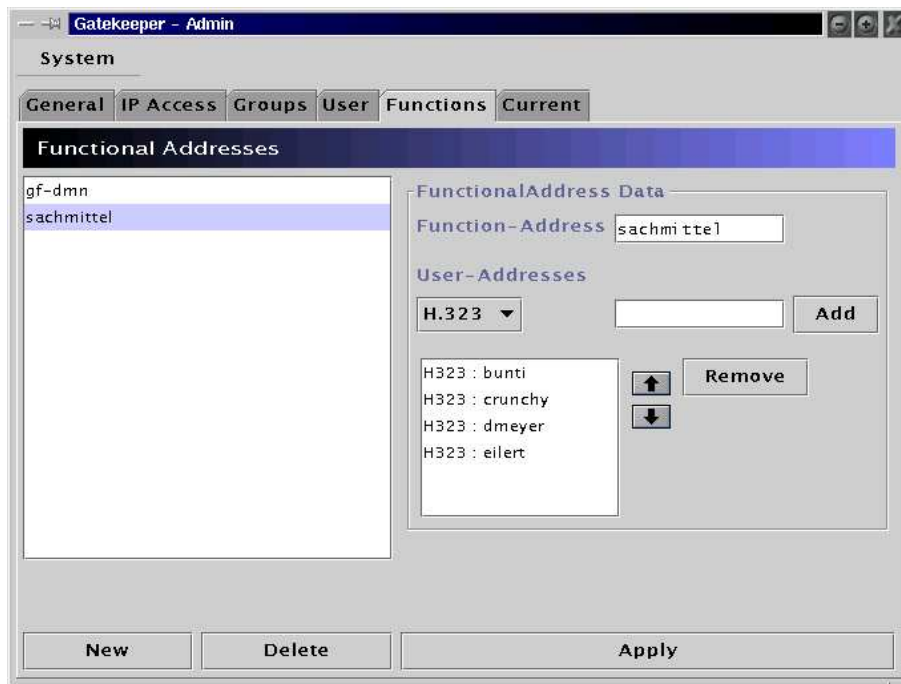 Gatekeeper - Admin
System
General IP Access Groups User Functions Current
Functional Addresses
gf-dmn
sachmittel
FunctionalAddress Data
Function-Address sachmittel
User-Addresses
H.323 Add
H323 : bunti
H323 : crunchy
H323 : dmeyer
H323 : eilert
Remove
New Delete Apply